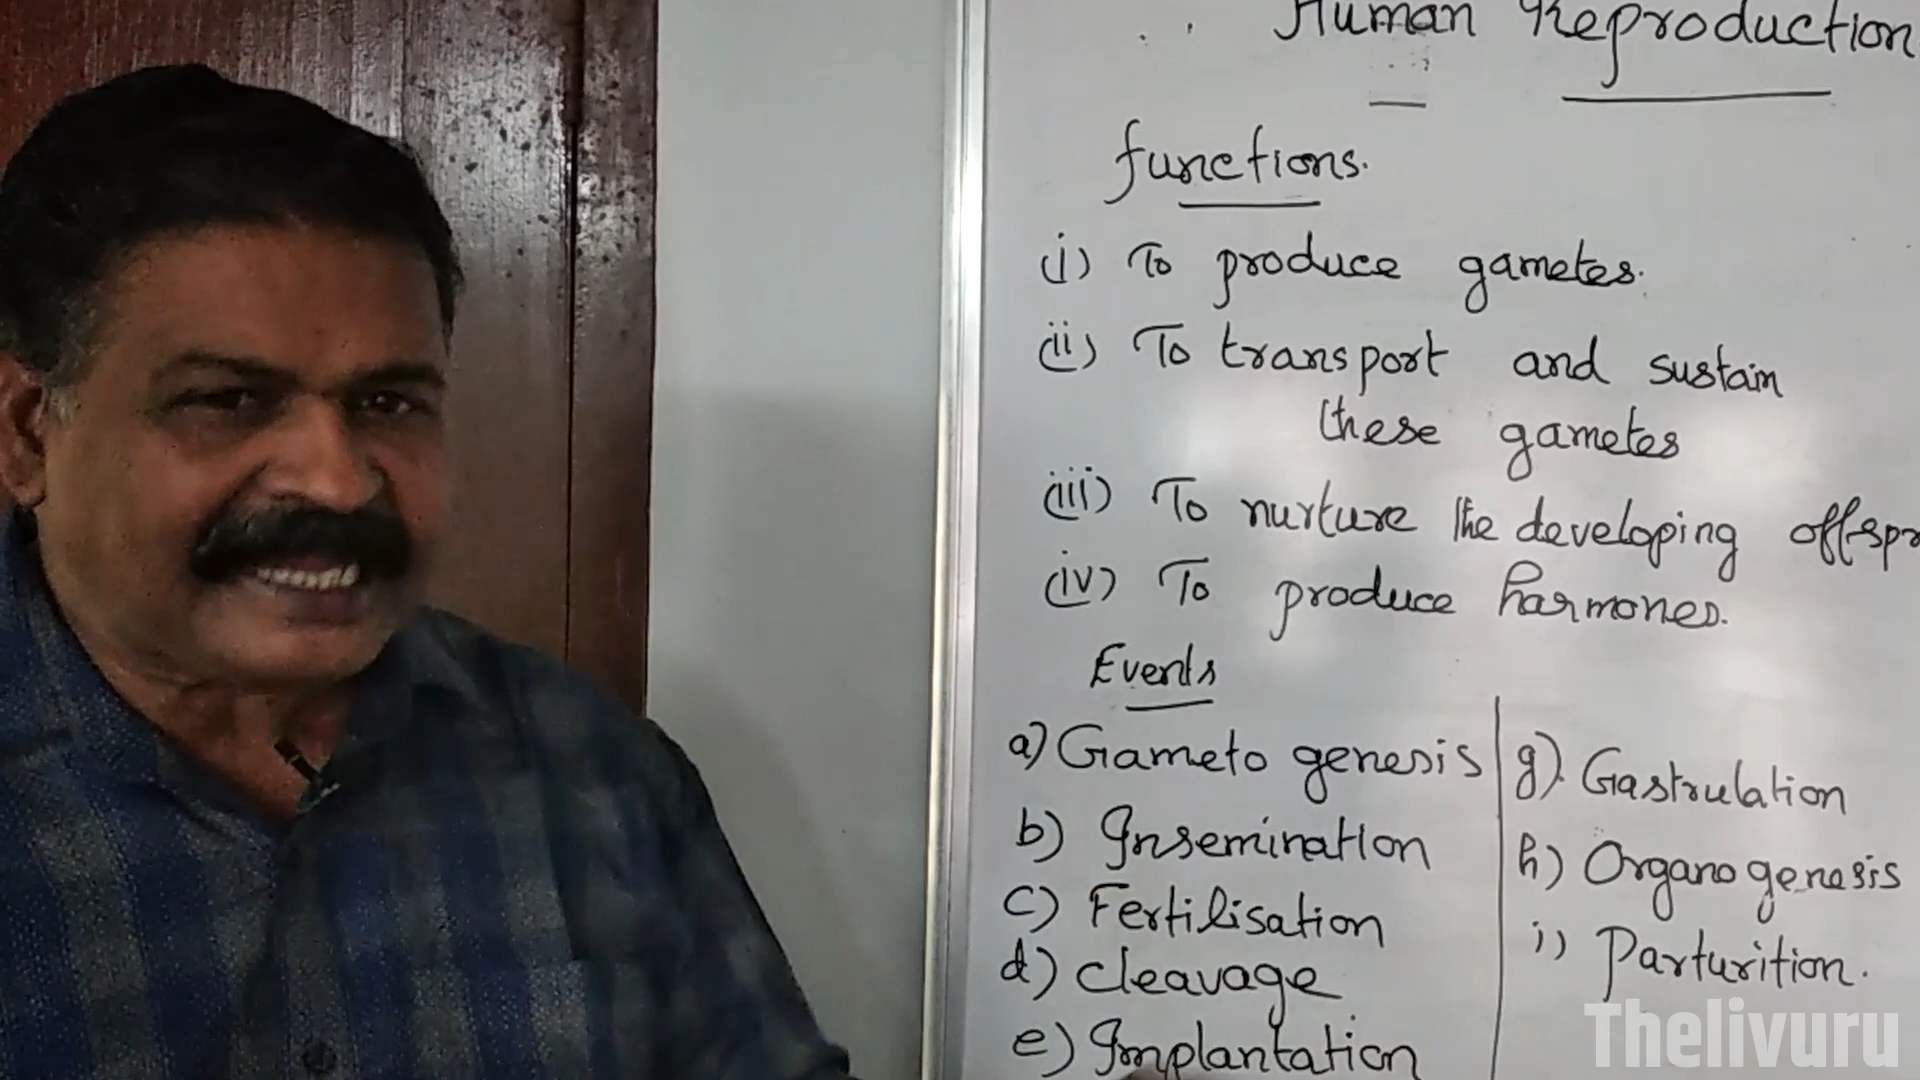 Human Reproduction
functions.
(i) To produce gametes.
(ii) To transport and sustain
these gametes
(iii) To nurture the developing offspr
(iv) To produce harmones.
Events
a) Gameto genesis
b) Insemination
c) Fertilisation
d) cleavage
e) Implantation
g). Gastrulation
h) Organo genesis
i) Parturition.
Thelivuru